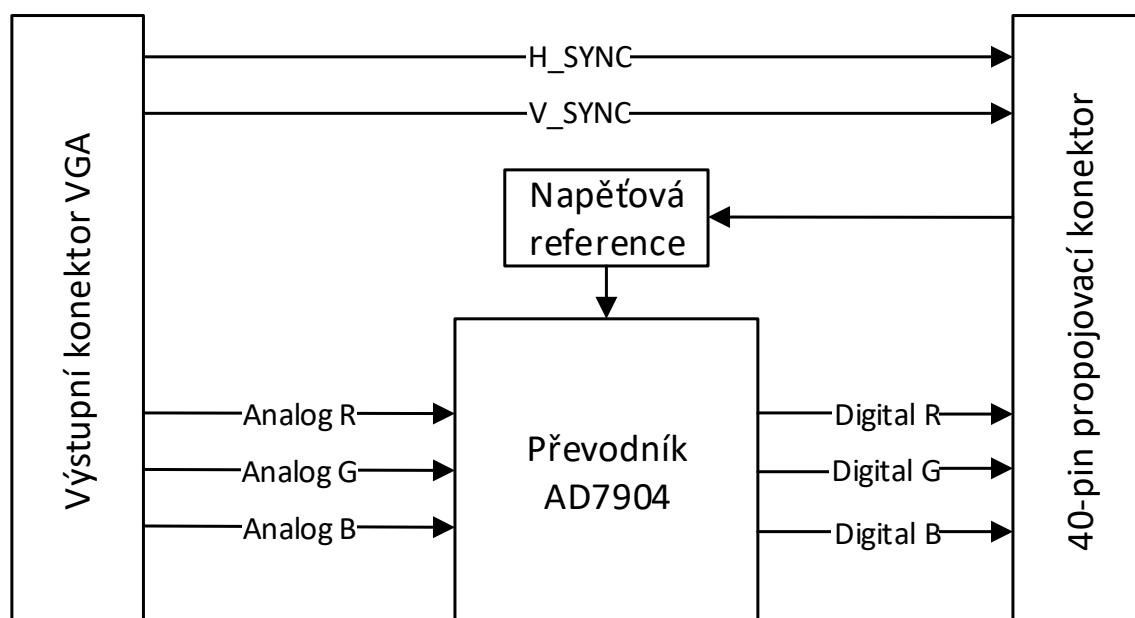 Výstupní konektor VGA
H_SYNC
V_SYNC
Napěťová
reference
Analog R
Analog G
Analog B
Převodník
AD7904
Digital R
Digital G
Digital B
40-pin propojovací konektor